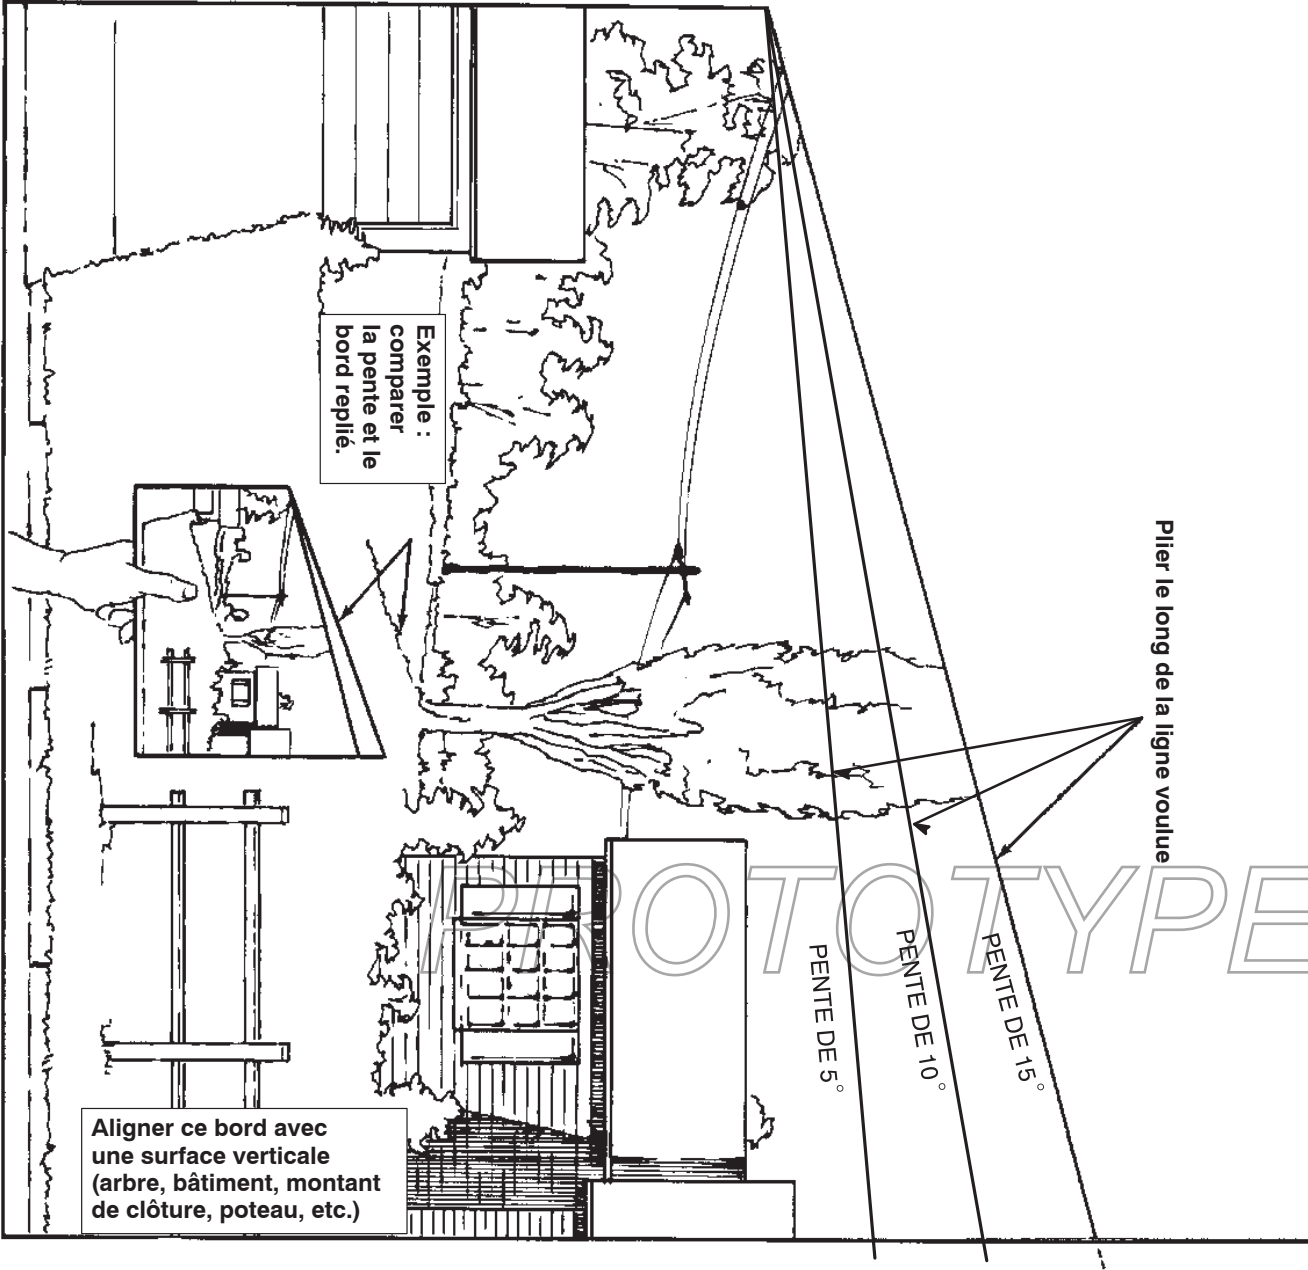 Plier le long de la ligne voulue
Exemple :
comparer
la pente et le
bord replié.
PROTOTYPE
PENTE DE 15°
PENTE DE 10°
PENTE DE 5°
Aligner ce bord avec
une surface verticale
(arbre, bâtiment, montant
de clôture, poteau, etc.)